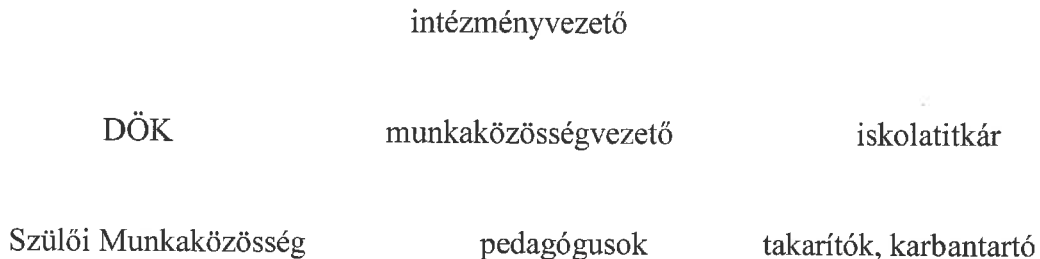 intézményvezető
DÖK munkaközösségvezető iskolatitkár
Szülői Munkaközösség pedagógusok takarítók, karbantartó